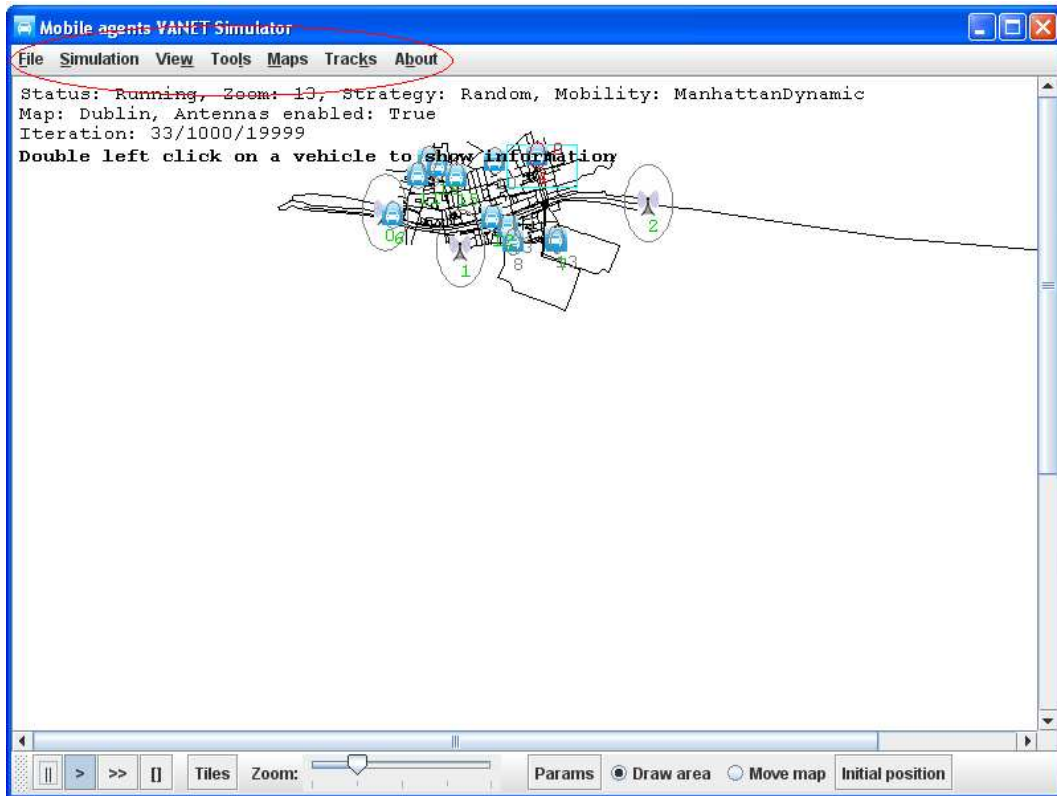 Mobile agents VANET Simulator
File Simulation View Tools Maps Tracks About
Status: Running, Zoom: 13, Strategy: Random, Mobility: ManhattanDynamic
Map: Dublin, Antennas enabled: True
Iteration: 33/1000/19999
Double left click on a vehicle to show information
2
0
6
1
8
|| > >> [] Tiles Zoom: Params Draw area Move map Initial position